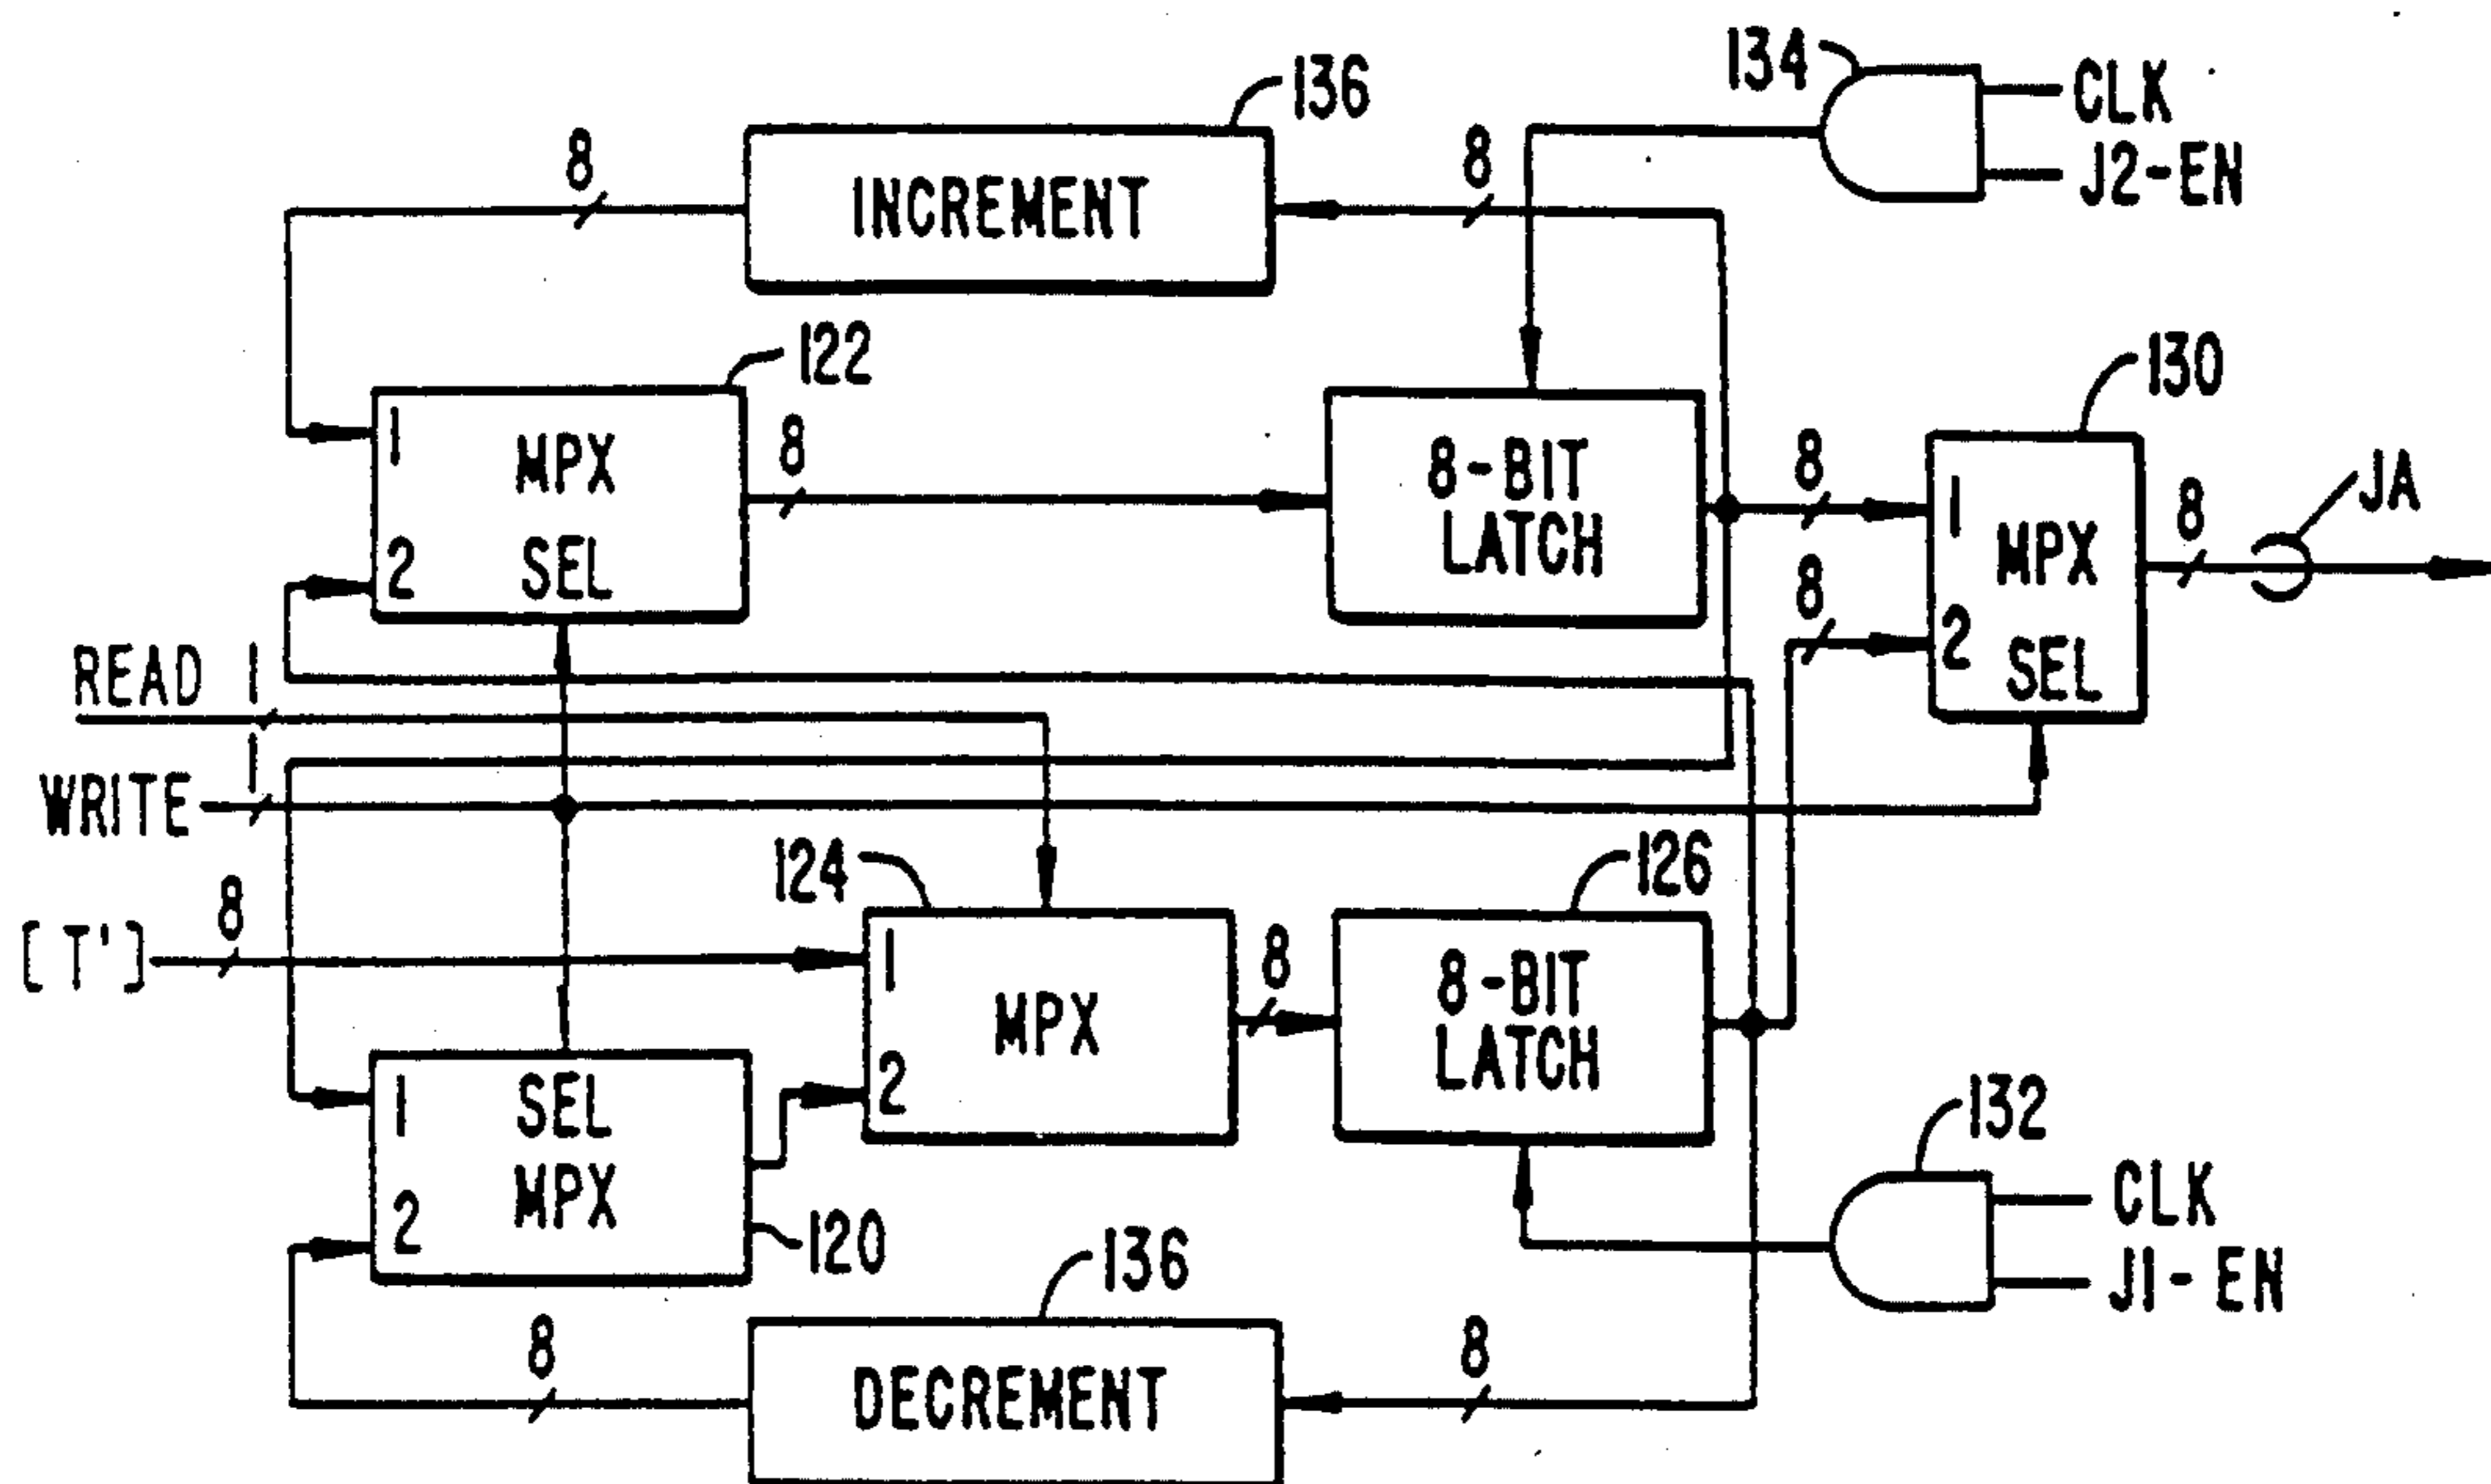 134
CLK
J2-EN
136
8
INCREMENT
8
122
1
MPX
SEL
2
8
8-BIT
LATCH
8
8
130
1
MPX
2
SEL
8
JA
READ 1
WRITE 1
[T'] 8
124
1
MPX
2
8
126
8-BIT
LATCH
1
SEL
MPX
2
120
132
CLK
J1-EN
136
8
DECREMENT
8